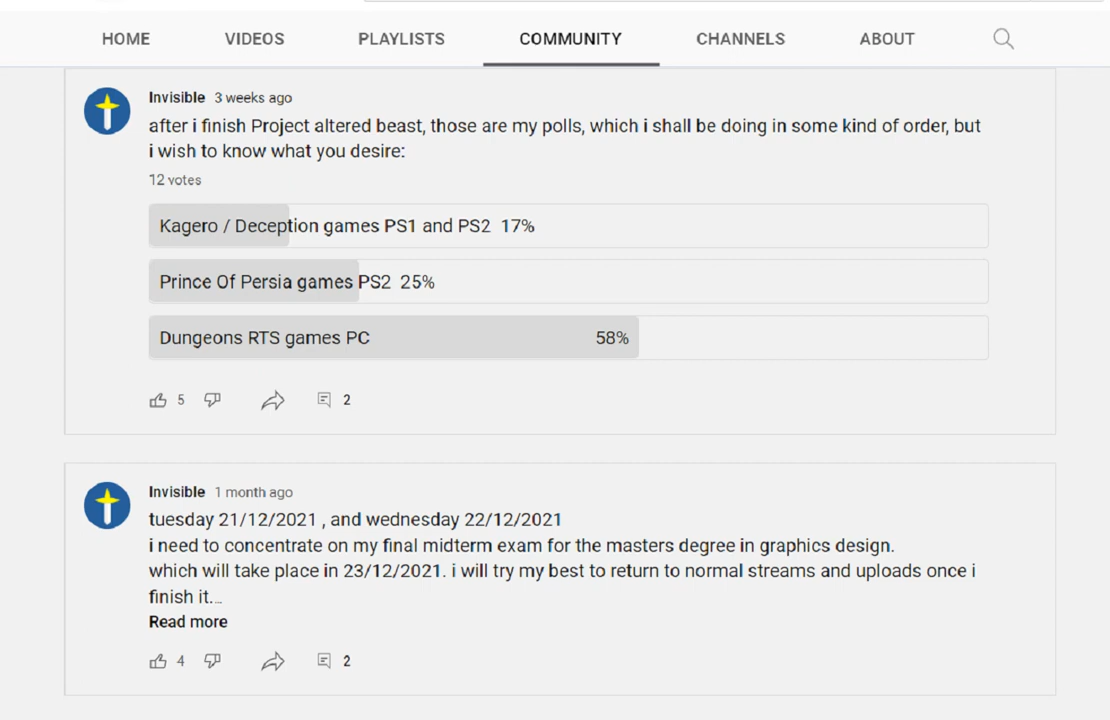 HOME VIDEOS PLAYLISTS COMMUNITY CHANNELS ABOUT
Invisible 3 weeks ago
after i finish Project altered beast, those are my polls, which i shall be doing in some kind of order, but
i wish to know what you desire:
12 votes
Kagero / Deception games PS1 and PS2 17%
Prince Of Persia games PS2 25%
Dungeons RTS games PC 58%
5 2
Invisible 1 month ago
tuesday 21/12/2021 , and wednesday 22/12/2021
i need to concentrate on my final midterm exam for the masters degree in graphics design.
which will take place in 23/12/2021. i will try my best to return to normal streams and uploads once i
finish it...
Read more
4 2